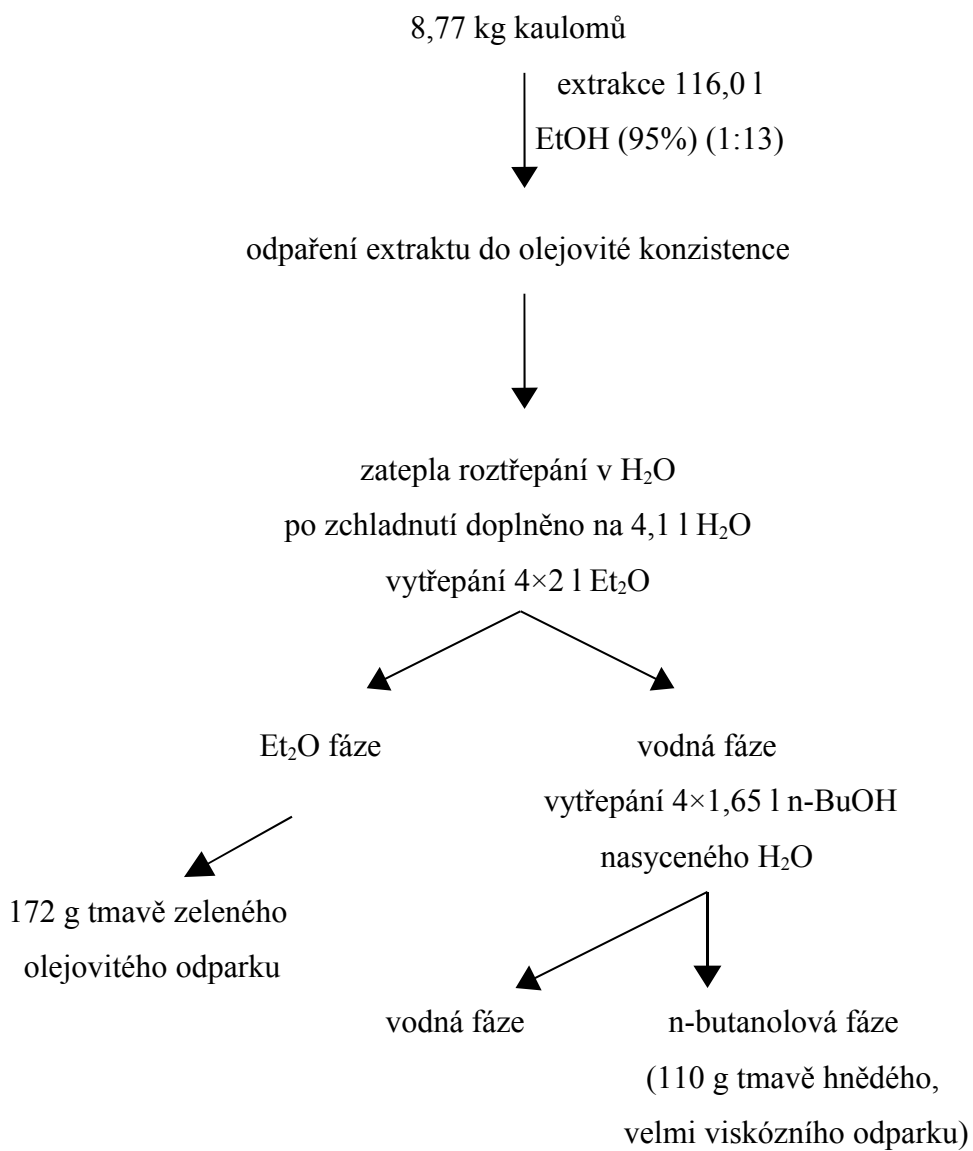 8,77 kg kaulomů
extrakce 116,0 l
EtOH (95%) (1:13)
odpaření extraktu do olejovité konzistence
zatepla roztřepání v H₂O
po zchladnutí doplněno na 4,1 l H₂O
vytřepání 4×2 l Et₂O
Et₂O fáze
vodná fáze
vytřepání 4×1,65 l n-BuOH
nasyceného H₂O
172 g tmavě zeleného
olejovitého odparku
vodná fáze
n-butanolová fáze
(110 g tmavě hnědého,
velmi viskózního odparku)